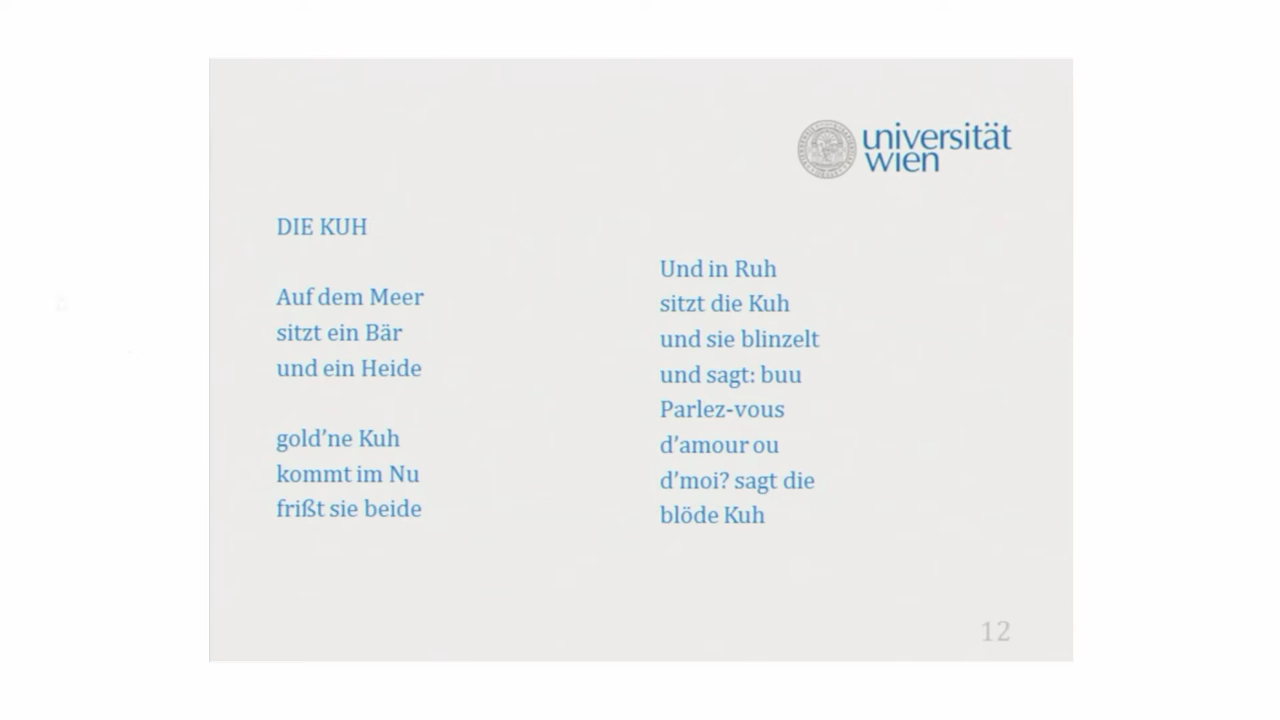 universität
wien
DIE KUH
Auf dem Meer
sitzt ein Bär
und ein Heide
gold’ne Kuh
kommt im Nu
frißt sie beide
Und in Ruh
sitzt die Kuh
und sie blinzelt
und sagt: buu
Parlez-vous
d’amour ou
d’moi? sagt die
blöde Kuh
12